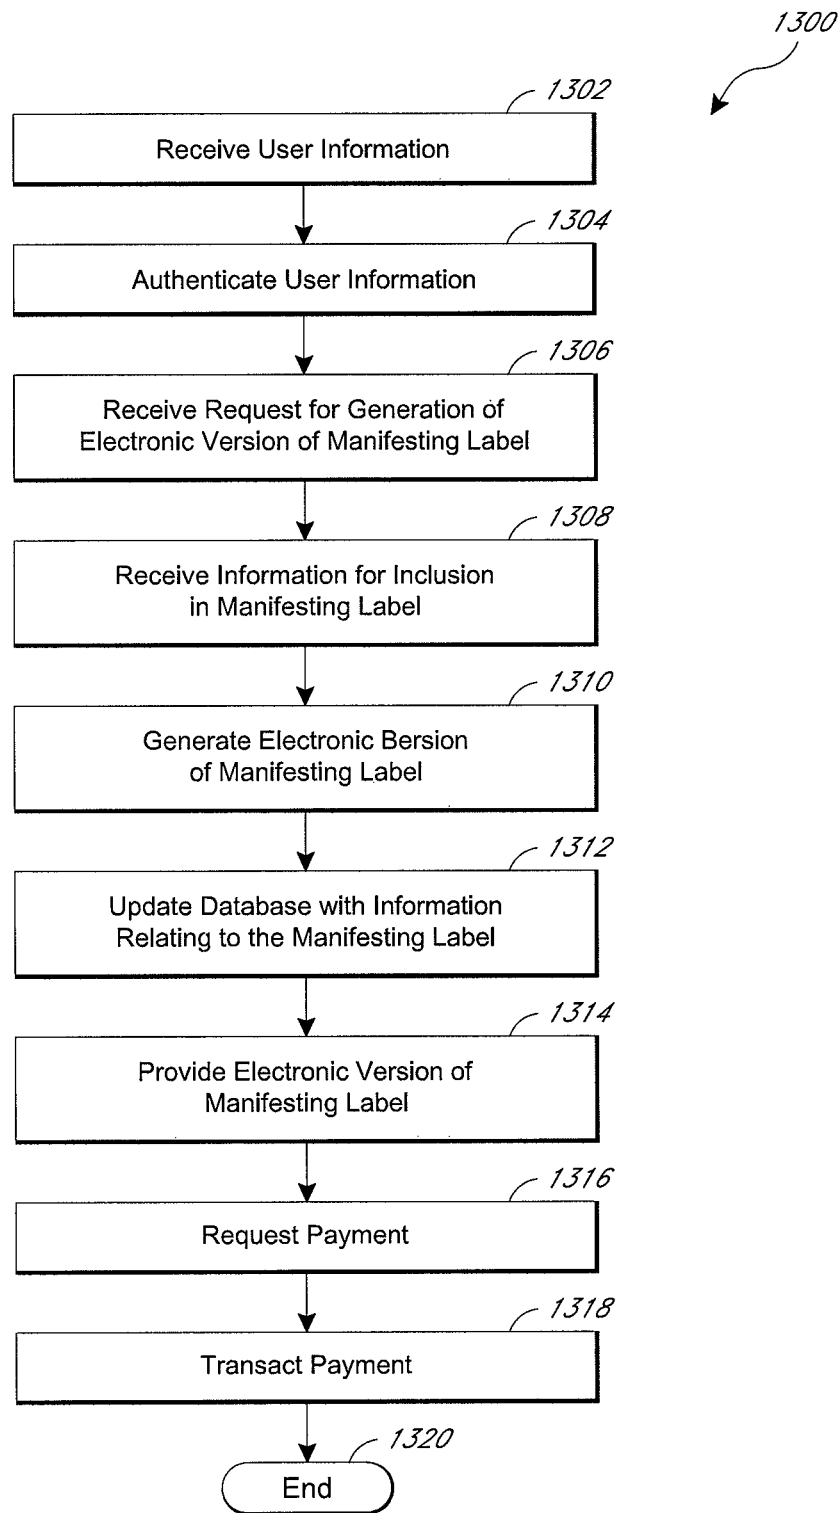 1300
1302
Receive User Information
1304
Authenticate User Information
1306
Receive Request for Generation of
Electronic Version of Manifesting Label
1308
Receive Information for Inclusion
in Manifesting Label
1310
Generate Electronic Bersion
of Manifesting Label
1312
Update Database with Information
Relating to the Manifesting Label
1314
Provide Electronic Version of
Manifesting Label
1316
Request Payment
1318
Transact Payment
1320
End